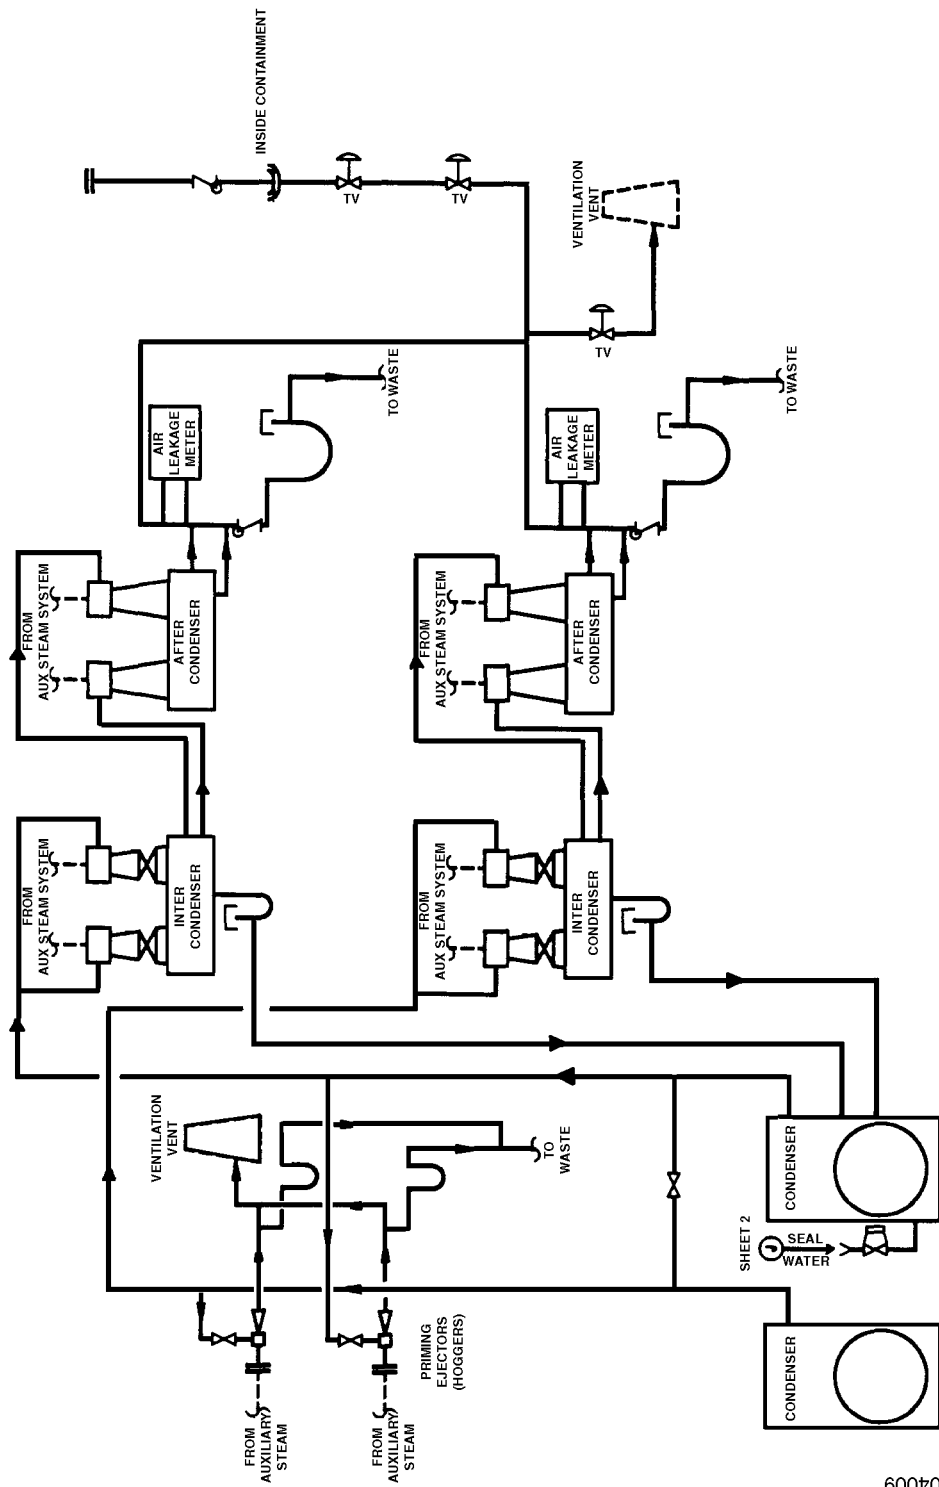 INSIDE CONTAINMENT
TV
TV
VENTILATION
VENT
TV
TO WASTE
AIR
LEAKAGE
METER
TO WASTE
AIR
LEAKAGE
METER
FROM
AUX STEAM SYSTEM
AFTER
CONDENSER
FROM
AUX STEAM SYSTEM
AFTER
CONDENSER
FROM
AUX STEAM SYSTEM
INTER
CONDENSER
FROM
AUX STEAM SYSTEM
INTER
CONDENSER
VENTILATION
VENT
TO
WASTE
CONDENSER
SHEET 2
J
SEAL
WATER
PRIMING
EJECTORS
(HOGGERS)
CONDENSER
FROM
AUXILIARY
STEAM
FROM
AUXILIARY
STEAM
04009